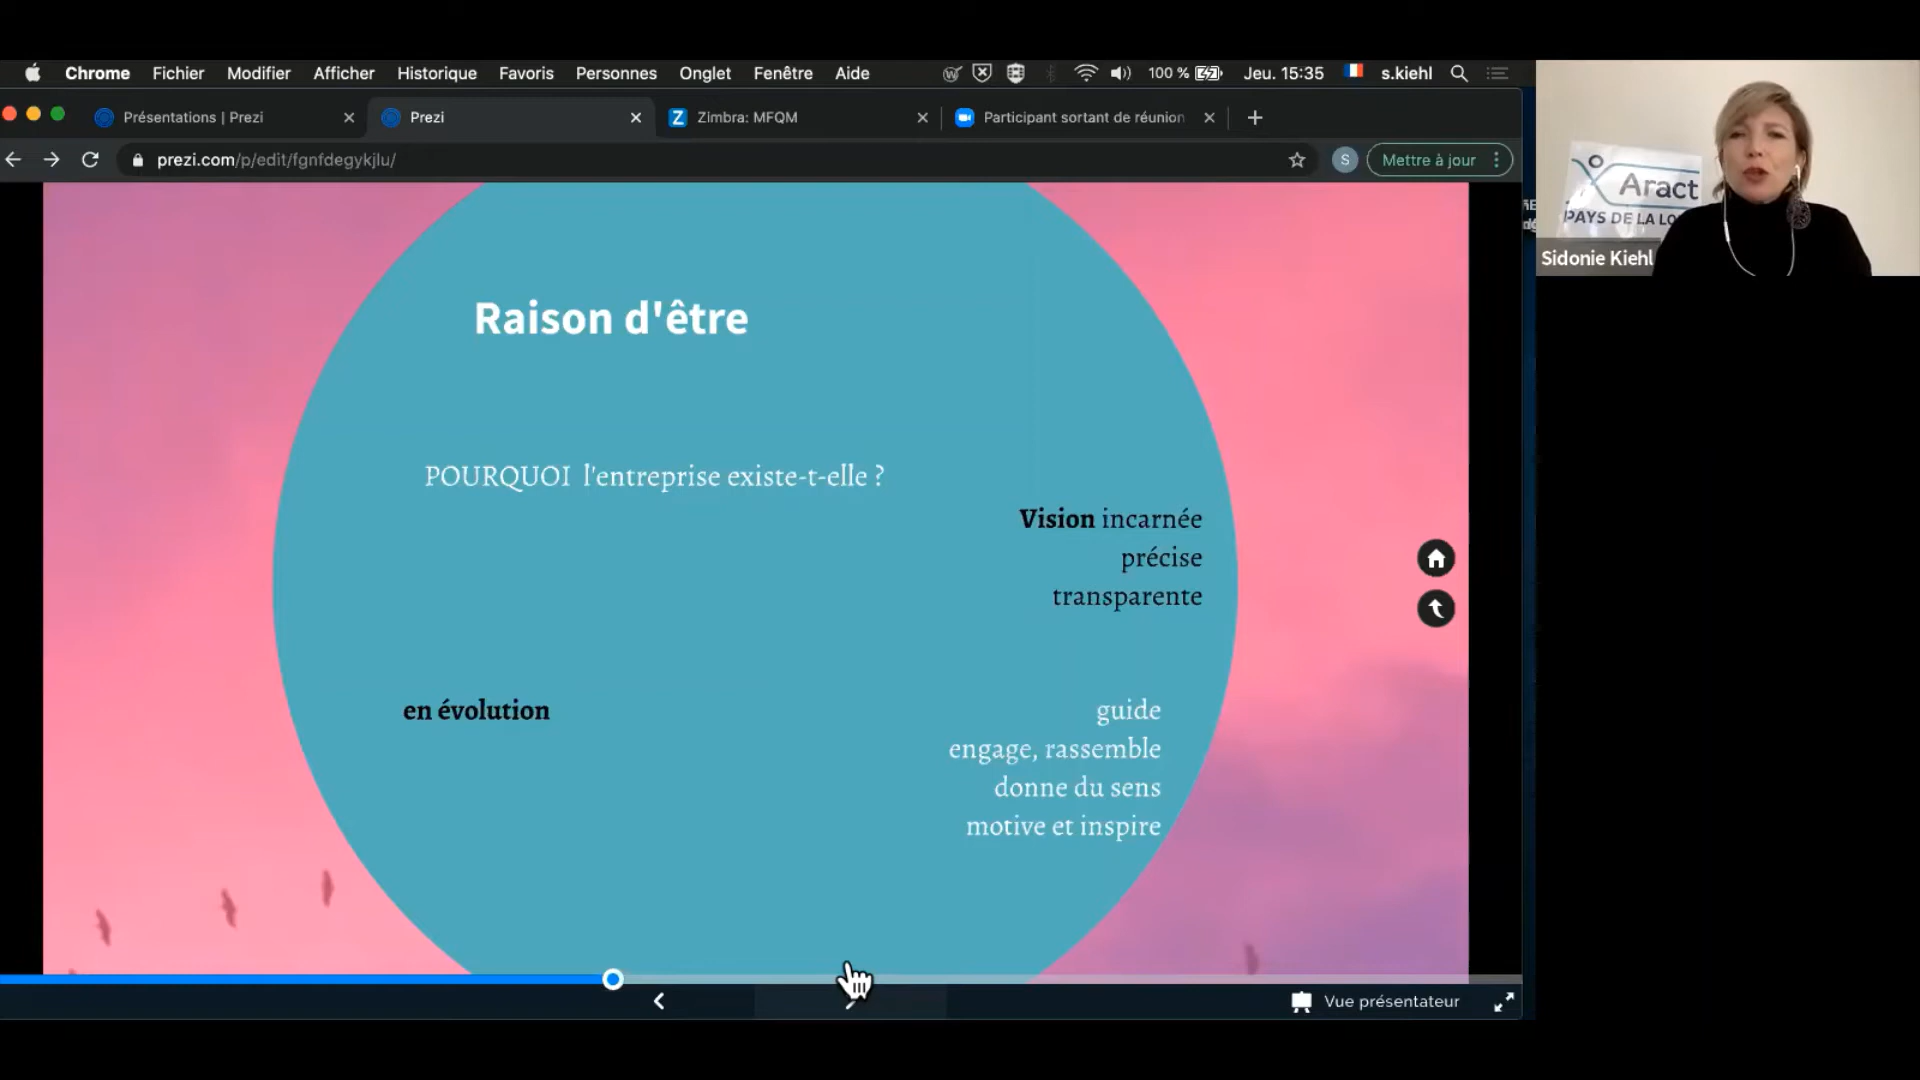 Chrome Fichier Modifier Afficher Historique Favoris Personnes Onglet Fenêtre Aide 100 % Jeu. 15:35 s.kiehl
Présentations | Prezi
Prezi
Zimbra: MFQM
Participant sortant de réunion
prezi.com/p/edit/fgnfdegykjlu/
S
Mettre à jour
Aract
PAYS DE LA LO
Sidonie Kiehl
Raison d'être
POURQUOI l'entreprise existe-t-elle ?
Vision incarnée
précise
transparente
en évolution
guide
engage, rassemble
donne du sens
motive et inspire
Vue présentateur